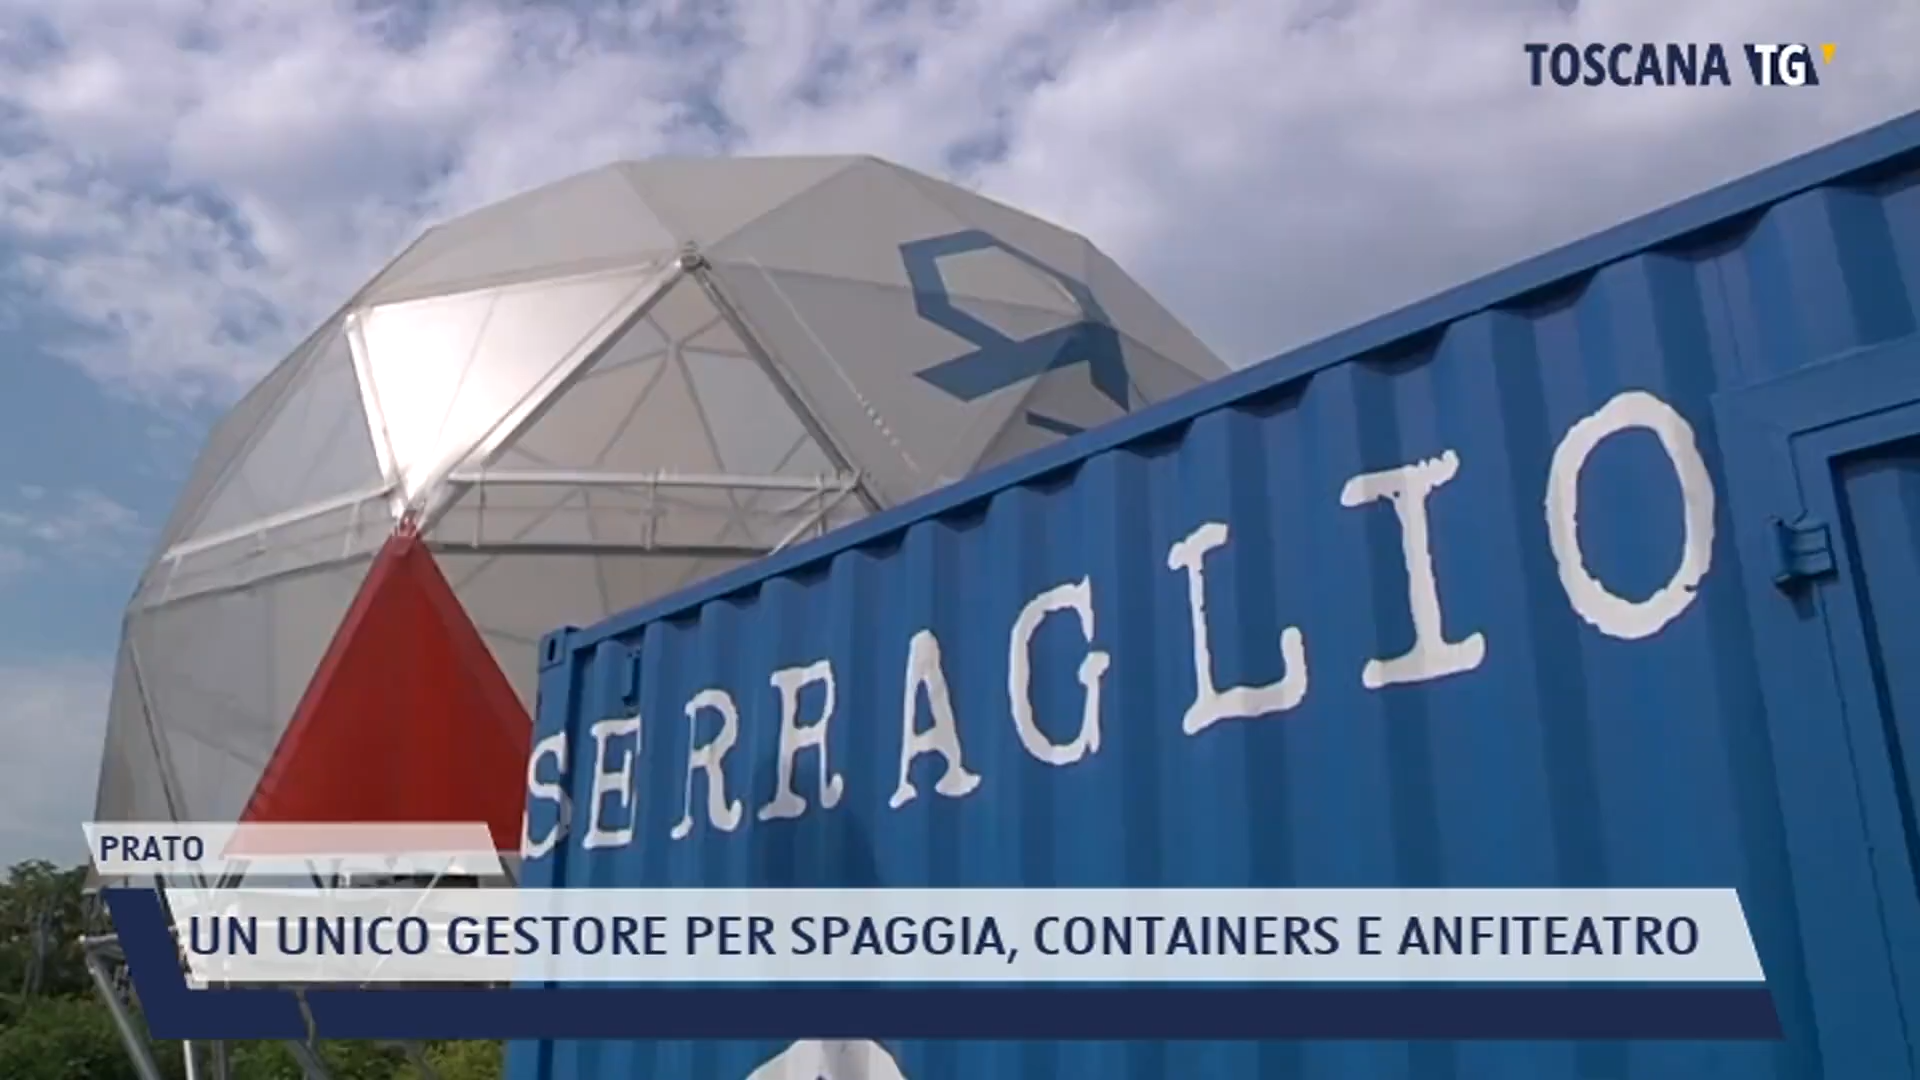 TOSCANA TG
SERRAGLIO
PRATO
UN UNICO GESTORE PER SPAGGIA, CONTAINERS E ANFITEATRO